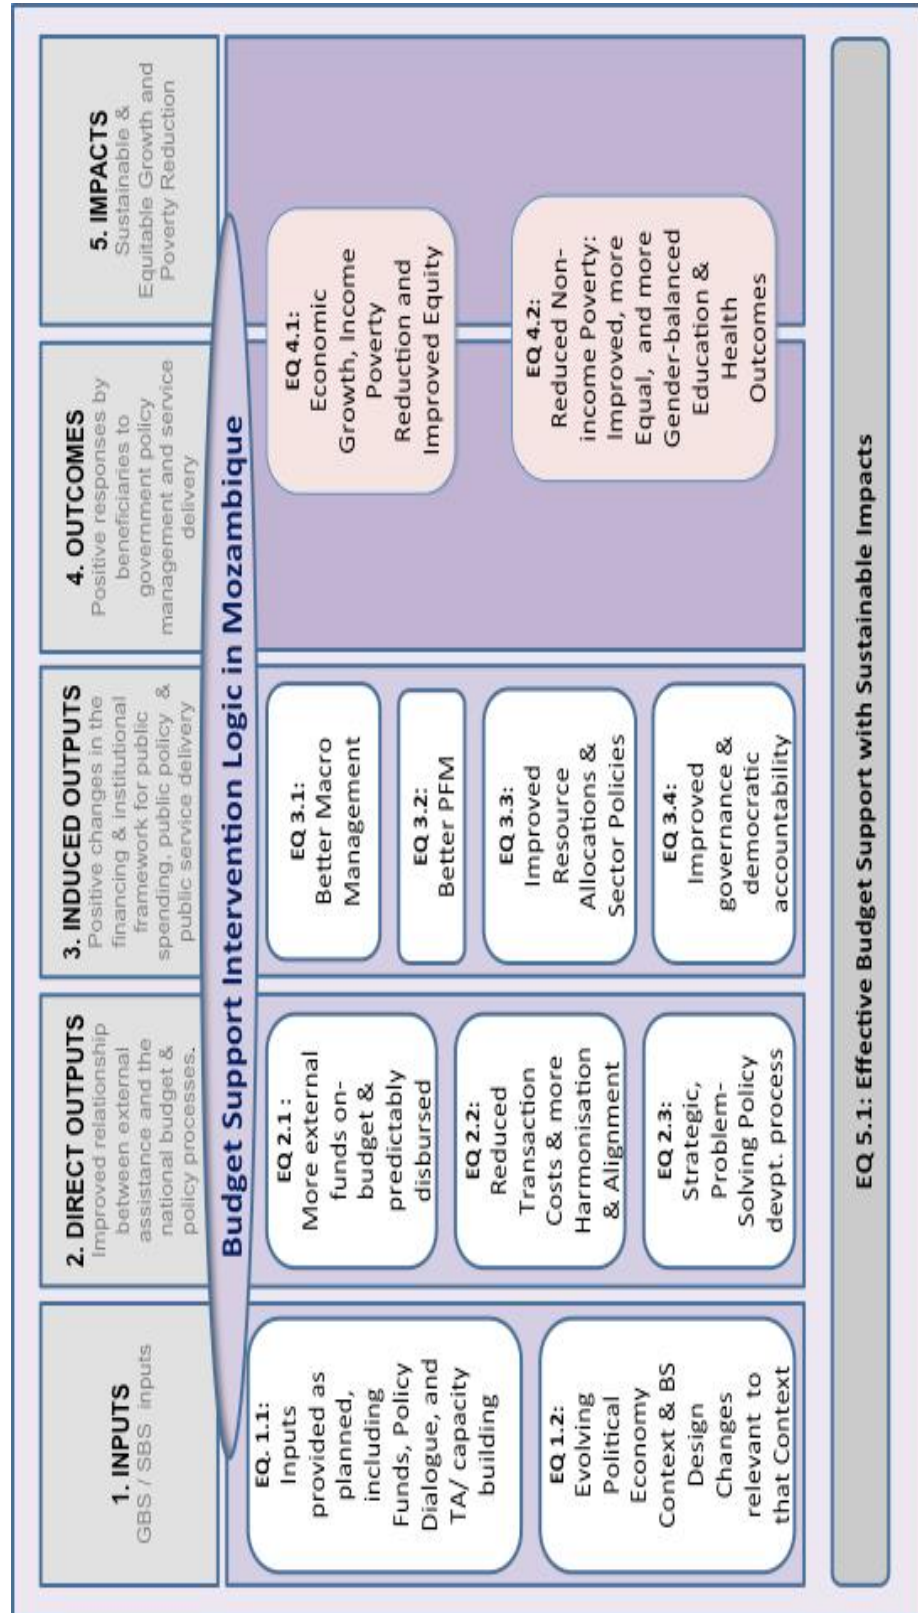 1. INPUTS
GBS / SBS inputs
2. DIRECT OUTPUTS
Improved relationship
between external
assistance and the
national budget &
policy processes.
3. INDUCED OUTPUTS
Positive changes in the
financing & institutional
framework for public
spending, public policy &
public service delivery
4. OUTCOMES
Positive responses by
beneficiaries to
government policy
management and service
delivery
5. IMPACTS
Sustainable &
Equitable Growth and
Poverty Reduction
Budget Support Intervention Logic in Mozambique
EQ. 1.1:
Inputs
provided as
planned,
including
Funds, Policy
Dialogue, and
TA/ capacity
building
EQ 1.2:
Evolving
Political
Economy
Context & BS
Design
Changes
relevant to
that Context
EQ 2.1 :
More external
funds on-
budget &
predictably
disbursed
EQ 2.2:
Reduced
Transaction
Costs & more
Harmonisation
& Alignment
EQ 2.3:
Strategic,
Problem-
Solving Policy
devpt. process
EQ 3.1:
Better Macro
Management
EQ 3.2:
Better PFM
EQ 3.3:
Improved
Resource
Allocations &
Sector Policies
EQ 3.4:
Improved
governance &
democratic
accountability
EQ 4.1:
Economic
Growth, Income
Poverty
Reduction and
Improved Equity
EQ 4.2:
Reduced Non-
income Poverty:
Improved, more
Equal, and more
Gender-balanced
Education &
Health
Outcomes
EQ 5.1: Effective Budget Support with Sustainable Impacts